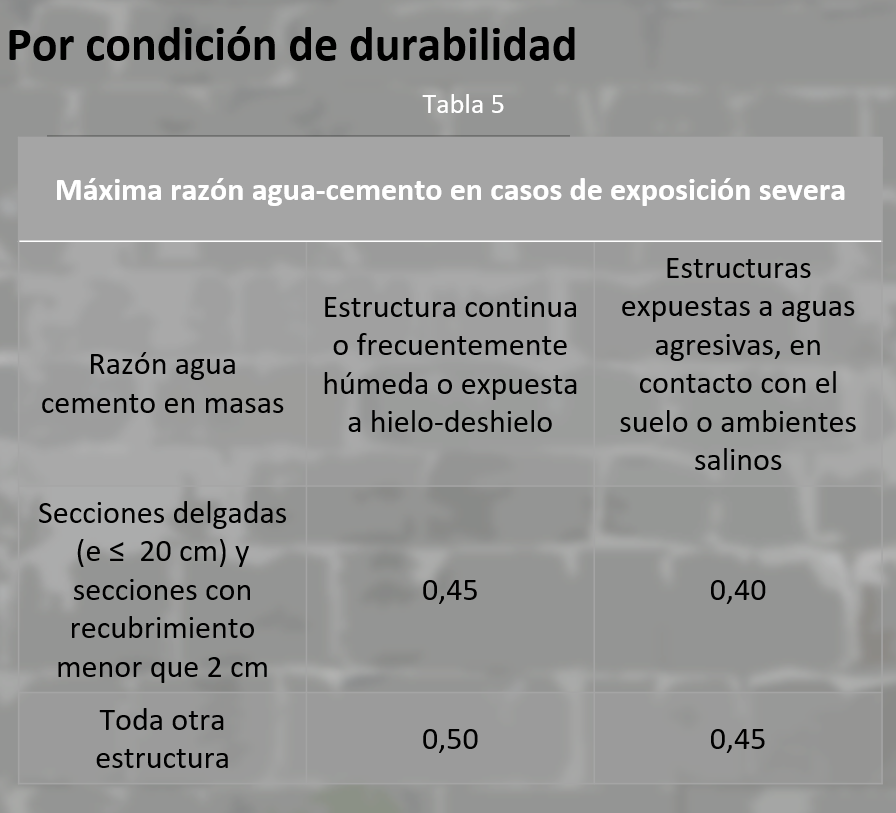 Por condición de durabilidad
Tabla 5
Máxima razón agua-cemento en casos de exposición severa
Razón agua
cemento en masas
Estructura continua
o frecuentemente
húmeda o expuesta
a hielo-deshielo
Estructuras
expuestas a aguas
agresivas, en
contacto con el
suelo o ambientes
salinos
Secciones delgadas
(e ≤ 20 cm) y
secciones con
recubrimiento
menor que 2 cm
0,45
0,40
Toda otra
estructura
0,50
0,45